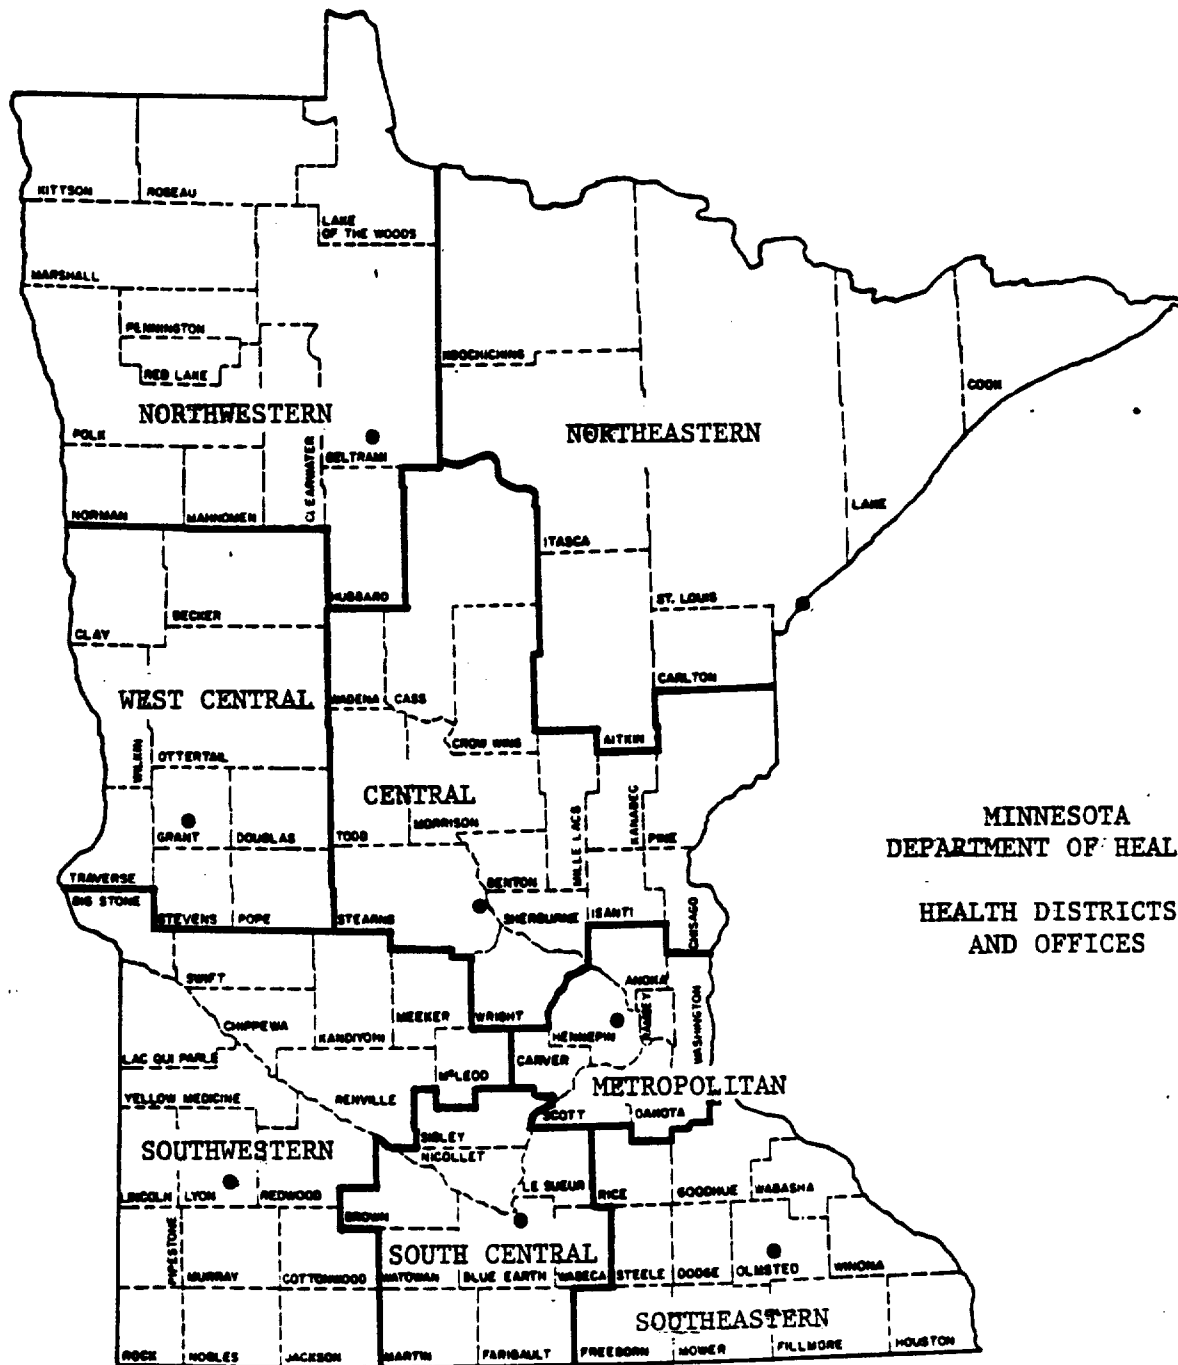 KITTSON
ROSEAU
LAKE
OF THE WOODS
MARSHALL
PENNINGTON
RED LAKE
NORTHWESTERN
POLK
CLEARWATER
BELTRAMI
NORMAN
MAHNOMEN
KOOCHICHING
NORTHEASTERN
COOK
LAKE
ITASCA
ST. LOUIS
CARLTON
AITKIN
HUBBARD
BECKER
CLAY
WEST CENTRAL
WILKIN
OTTERTAIL
GRANT
DOUGLAS
TRAVERSE
STEVENS
POPE
WADENA
CASS
CROW WING
CENTRAL
TODD
MORRISON
MILLE LACS
KANABEC
PINE
BENTON
STEARNS
SHERBURNE
ISANTI
CHISAGO
WRIGHT
MINNESOTA
DEPARTMENT OF HEAL
HEALTH DISTRICTS
AND OFFICES
BIG STONE
SWIFT
CHIPPEWA
KANDIYOHI
MEEKER
LAC QUI PARLE
McLEOD
YELLOW MEDICINE
RENVILLE
SOUTHWESTERN
LINCOLN
LYON
REDWOOD
PIPESTONE
MURRAY
COTTONWOOD
ROCK
NOBLES
JACKSON
ANOKA
RAMSEY
WASHINGTON
HENNEPIN
CARVER
METROPOLITAN
SCOTT
DAKOTA
SIBLEY
NICOLLET
LE SUEUR
BROWN
SOUTH CENTRAL
WATOWAN
BLUE EARTH
WASECA
MARTIN
FARIBAULT
RICE
GOODHUE
WABASHA
STEELE
DODGE
OLMSTED
WINONA
SOUTHEASTERN
FREEBORN
MOWER
FILLMORE
HOUSTON